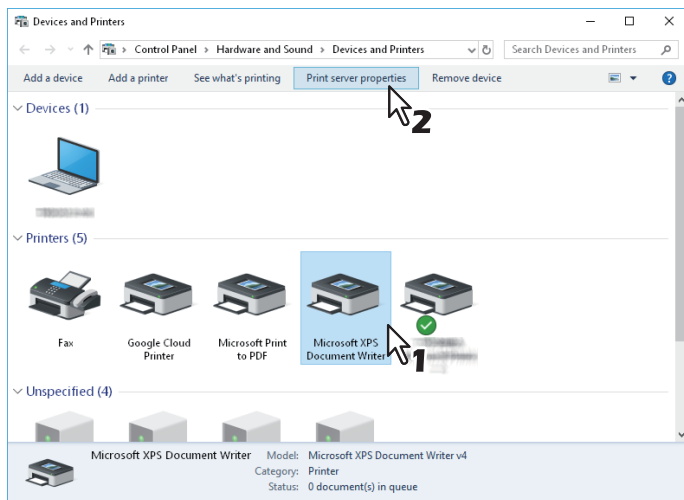 Devices and Printers
Control Panel > Hardware and Sound > Devices and Printers
Search Devices and Printers
Add a device Add a printer See what's printing Print server properties Remove device
2
Devices (1)
Printers (5)
Fax
Google Cloud Printer
Microsoft Print to PDF
Microsoft XPS Document Writer
1
Unspecified (4)
Microsoft XPS Document Writer Model: Microsoft XPS Document Writer v4
Category: Printer
Status: 0 document(s) in queue